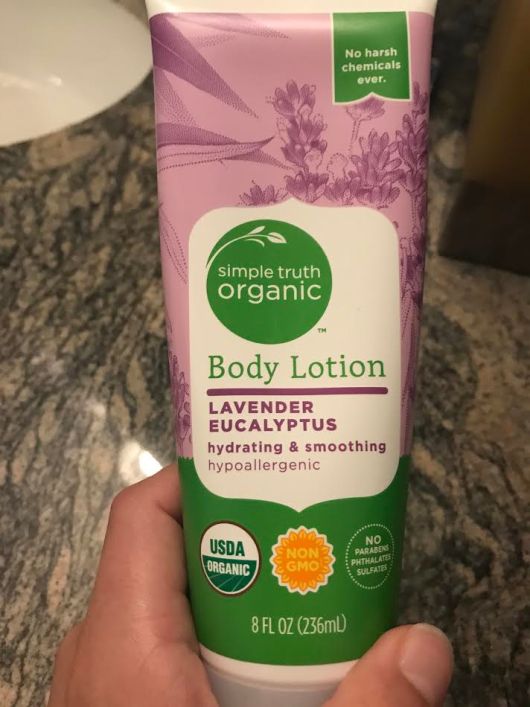 No harsh
chemicals
ever.
simple truth
organic
™
Body Lotion
LAVENDER
EUCALYPTUS
hydrating & smoothing
hypoallergenic
USDA
ORGANIC
NON
GMO
NO
PARABENS
PHTHALATES
SULFATES
8 FL OZ (236mL)